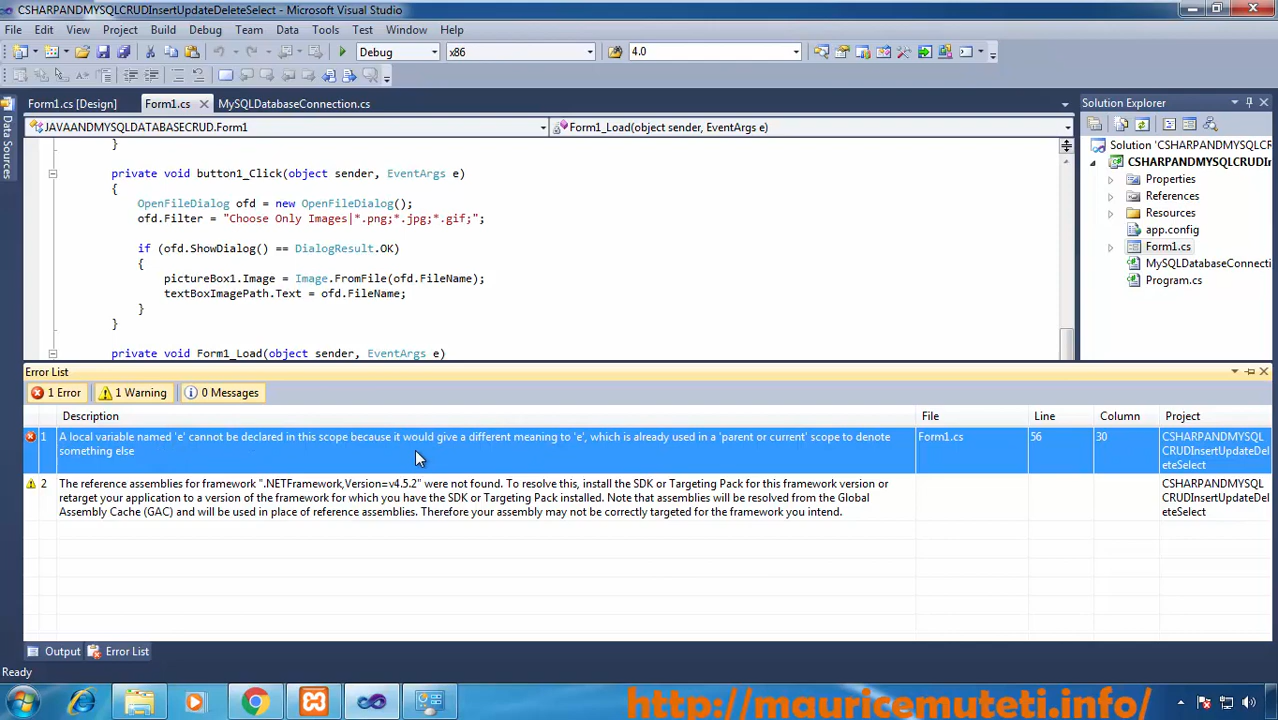 CSHARPANDMYSQLCRUDInsertUpdateDeleteSelect - Microsoft Visual Studio
File Edit View Project Build Debug Team Data Tools Test Window Help
Debug x86 4.0
Form1.cs [Design] Form1.cs MySQLDatabaseConnection.cs
JAVAANDMYSQLDATABASECRUD.Form1 Form1_Load(object sender, EventArgs e)
}
private void button1_Click(object sender, EventArgs e)
{
OpenFileDialog ofd = new OpenFileDialog();
ofd.Filter = "Choose Only Images|*.png;*.jpg;*.gif;";
if (ofd.ShowDialog() == DialogResult.OK)
{
pictureBox1.Image = Image.FromFile(ofd.FileName);
textBoxImagePath.Text = ofd.FileName;
}
}
private void Form1_Load(object sender, EventArgs e)
Data Sources
Solution Explorer
Solution 'CSHARPANDMYSQLCR
CSHARPANDMYSQLCRUDI
Properties
References
Resources
app.config
Form1.cs
MySQLDatabaseConnecti
Program.cs
Error List
1 Error 1 Warning 0 Messages
Description File Line Column Project
1 A local variable named 'e' cannot be declared in this scope because it would give a different meaning to 'e', which is already used in a 'parent or current' scope to denote something else Form1.cs 56 30 CSHARPANDMYSQL
CRUDInsertUpdateDel
eteSelect
2 The reference assemblies for framework ".NETFramework,Version=v4.5.2" were not found. To resolve this, install the SDK or Targeting Pack for this framework version or
retarget your application to a version of the framework for which you have the SDK or Targeting Pack installed. Note that assemblies will be resolved from the Global
Assembly Cache (GAC) and will be used in place of reference assemblies. Therefore your assembly may not be correctly targeted for the framework you intend.
CSHARPANDMYSQL
CRUDInsertUpdateDel
eteSelect
Output Error List
Ready
http://mauricemuteti.info/